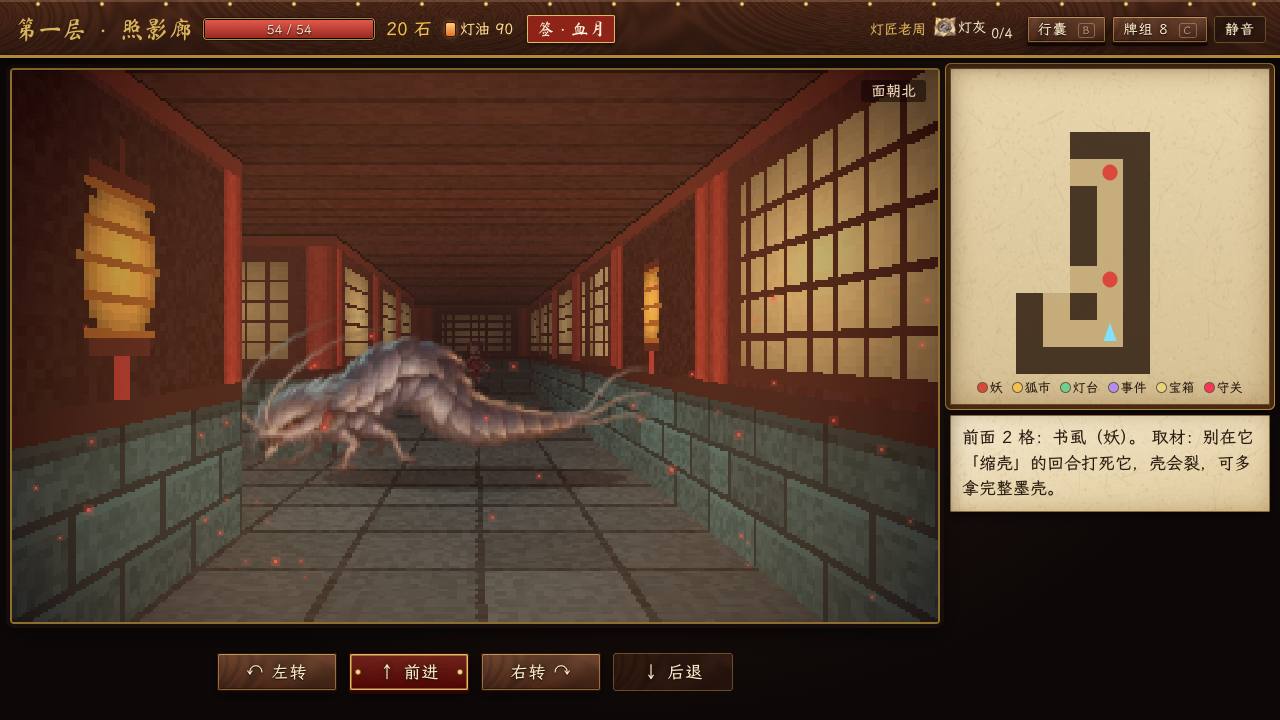 第一层 · 照影廊
54 / 54
20 石
灯油 90
签 · 血月
灯匠老周
灯灰 0/4
行囊 B
牌组 8 C
静音
面朝北
妖 狐市 灯台 事件 宝箱 守关
前面 2 格：书虱（妖）。 取材：别在它
「缩壳」的回合打死它，壳会裂，可多
拿完整墨壳。
↶ 左转
↑ 前进
右转 ↷
↓ 后退